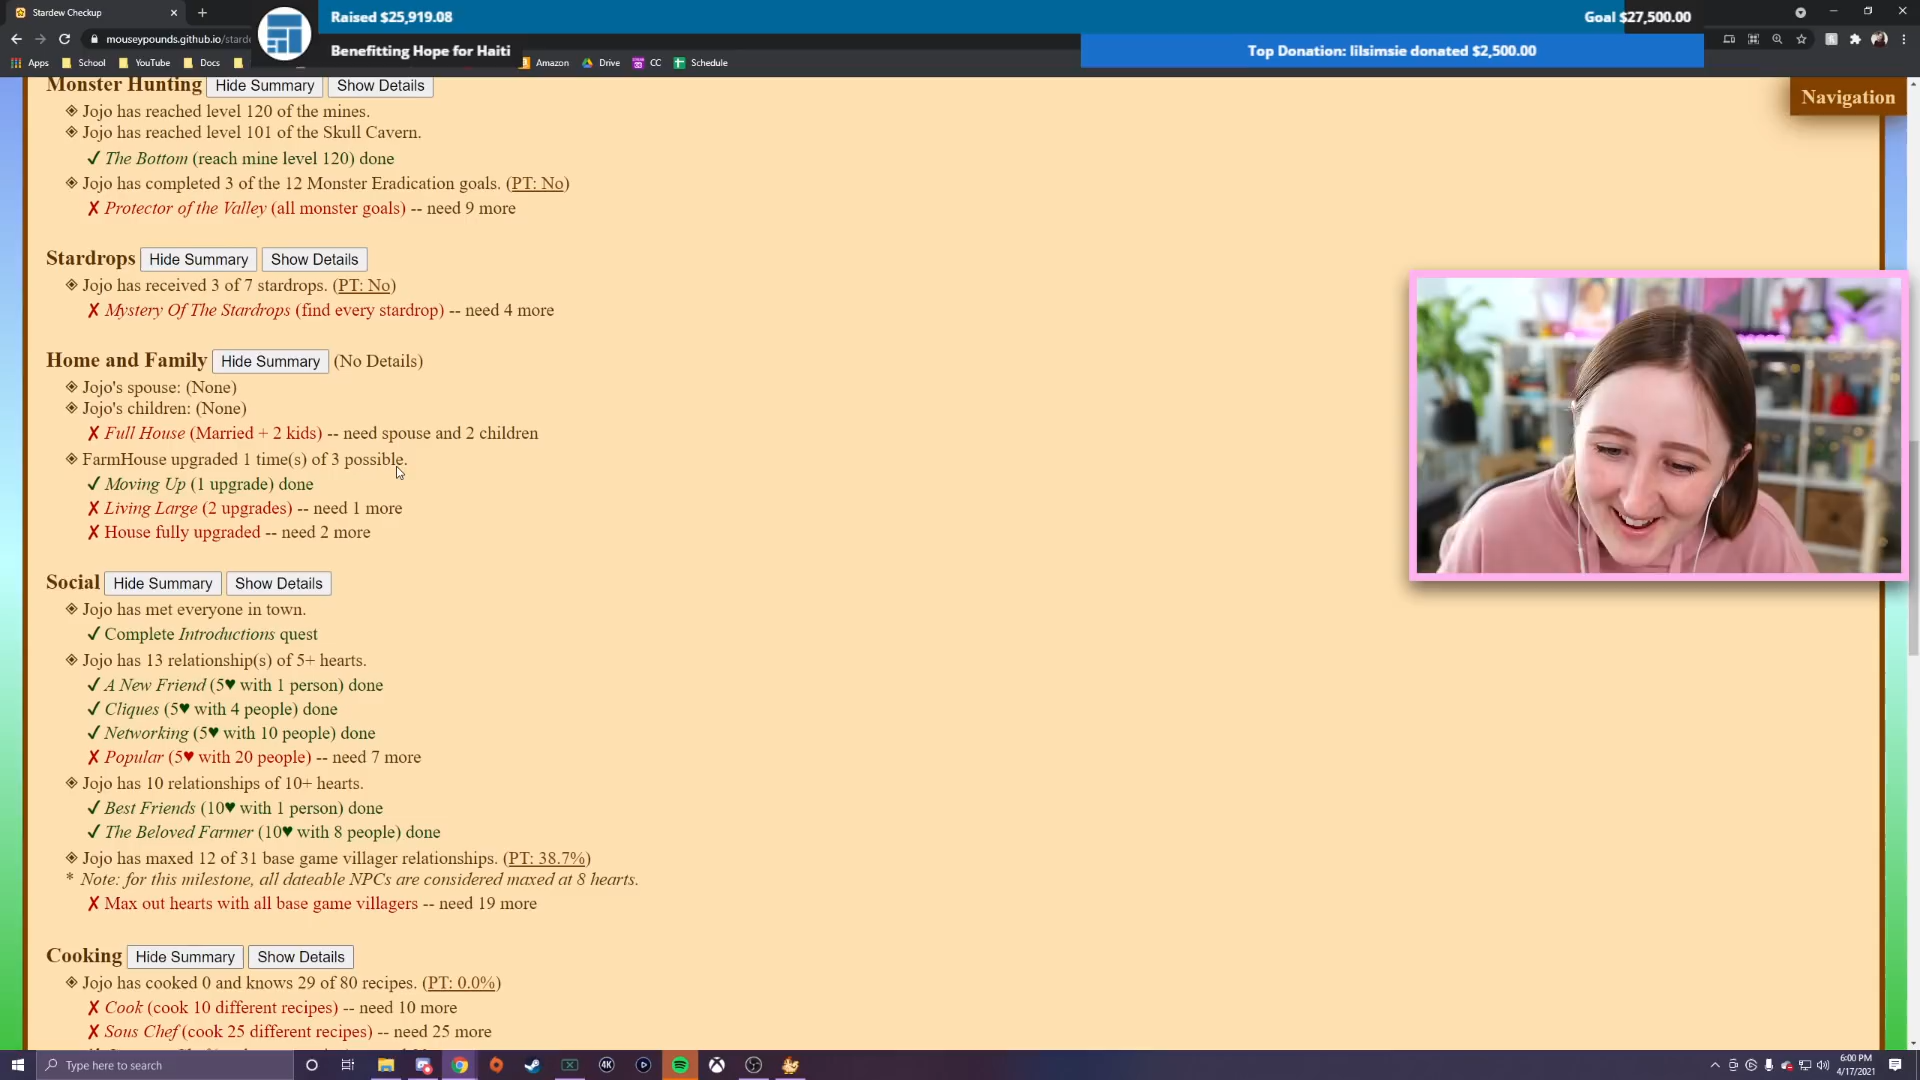 Stardew Checkup
mouseypounds.github.io/stard
Raised $25,919.08
Goal $27,500.00
Benefitting Hope for Haiti
Top Donation: lilsimsie donated $2,500.00
Apps
School
YouTube
Docs
Amazon
Drive
CC
Schedule
Navigation
Monster Hunting Hide Summary Show Details
◈ Jojo has reached level 120 of the mines.
◈ Jojo has reached level 101 of the Skull Cavern.
✓ The Bottom (reach mine level 120) done
◈ Jojo has completed 3 of the 12 Monster Eradication goals. (PT: No)
✗ Protector of the Valley (all monster goals) -- need 9 more
Stardrops Hide Summary Show Details
◈ Jojo has received 3 of 7 stardrops. (PT: No)
✗ Mystery Of The Stardrops (find every stardrop) -- need 4 more
Home and Family Hide Summary (No Details)
◈ Jojo's spouse: (None)
◈ Jojo's children: (None)
✗ Full House (Married + 2 kids) -- need spouse and 2 children
◈ FarmHouse upgraded 1 time(s) of 3 possible.
✓ Moving Up (1 upgrade) done
✗ Living Large (2 upgrades) -- need 1 more
✗ House fully upgraded -- need 2 more
Social Hide Summary Show Details
◈ Jojo has met everyone in town.
✓ Complete Introductions quest
◈ Jojo has 13 relationship(s) of 5+ hearts.
✓ A New Friend (5♥ with 1 person) done
✓ Cliques (5♥ with 4 people) done
✓ Networking (5♥ with 10 people) done
✗ Popular (5♥ with 20 people) -- need 7 more
◈ Jojo has 10 relationships of 10+ hearts.
✓ Best Friends (10♥ with 1 person) done
✓ The Beloved Farmer (10♥ with 8 people) done
◈ Jojo has maxed 12 of 31 base game villager relationships. (PT: 38.7%)
* Note: for this milestone, all dateable NPCs are considered maxed at 8 hearts.
✗ Max out hearts with all base game villagers -- need 19 more
Cooking Hide Summary Show Details
◈ Jojo has cooked 0 and knows 29 of 80 recipes. (PT: 0.0%)
✗ Cook (cook 10 different recipes) -- need 10 more
✗ Sous Chef (cook 25 different recipes) -- need 25 more
Type here to search
4K
6:00 PM
4/17/2021